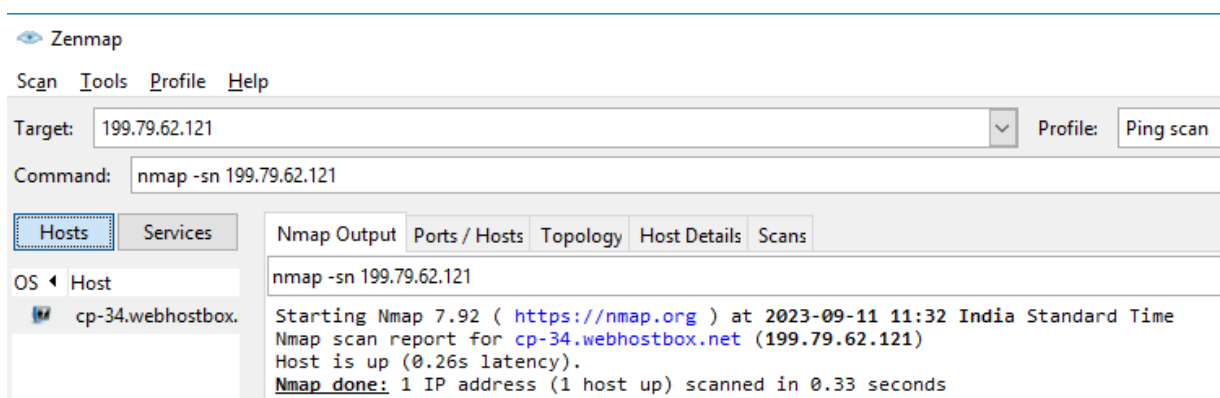 Zenmap
Scan Tools Profile Help
Target: 199.79.62.121 Profile: Ping scan
Command: nmap -sn 199.79.62.121
Hosts Services Nmap Output Ports / Hosts Topology Host Details Scans
nmap -sn 199.79.62.121
OS Host
cp-34.webhostbox.
Starting Nmap 7.92 ( https://nmap.org ) at 2023-09-11 11:32 India Standard Time
Nmap scan report for cp-34.webhostbox.net (199.79.62.121)
Host is up (0.26s latency).
Nmap done: 1 IP address (1 host up) scanned in 0.33 seconds